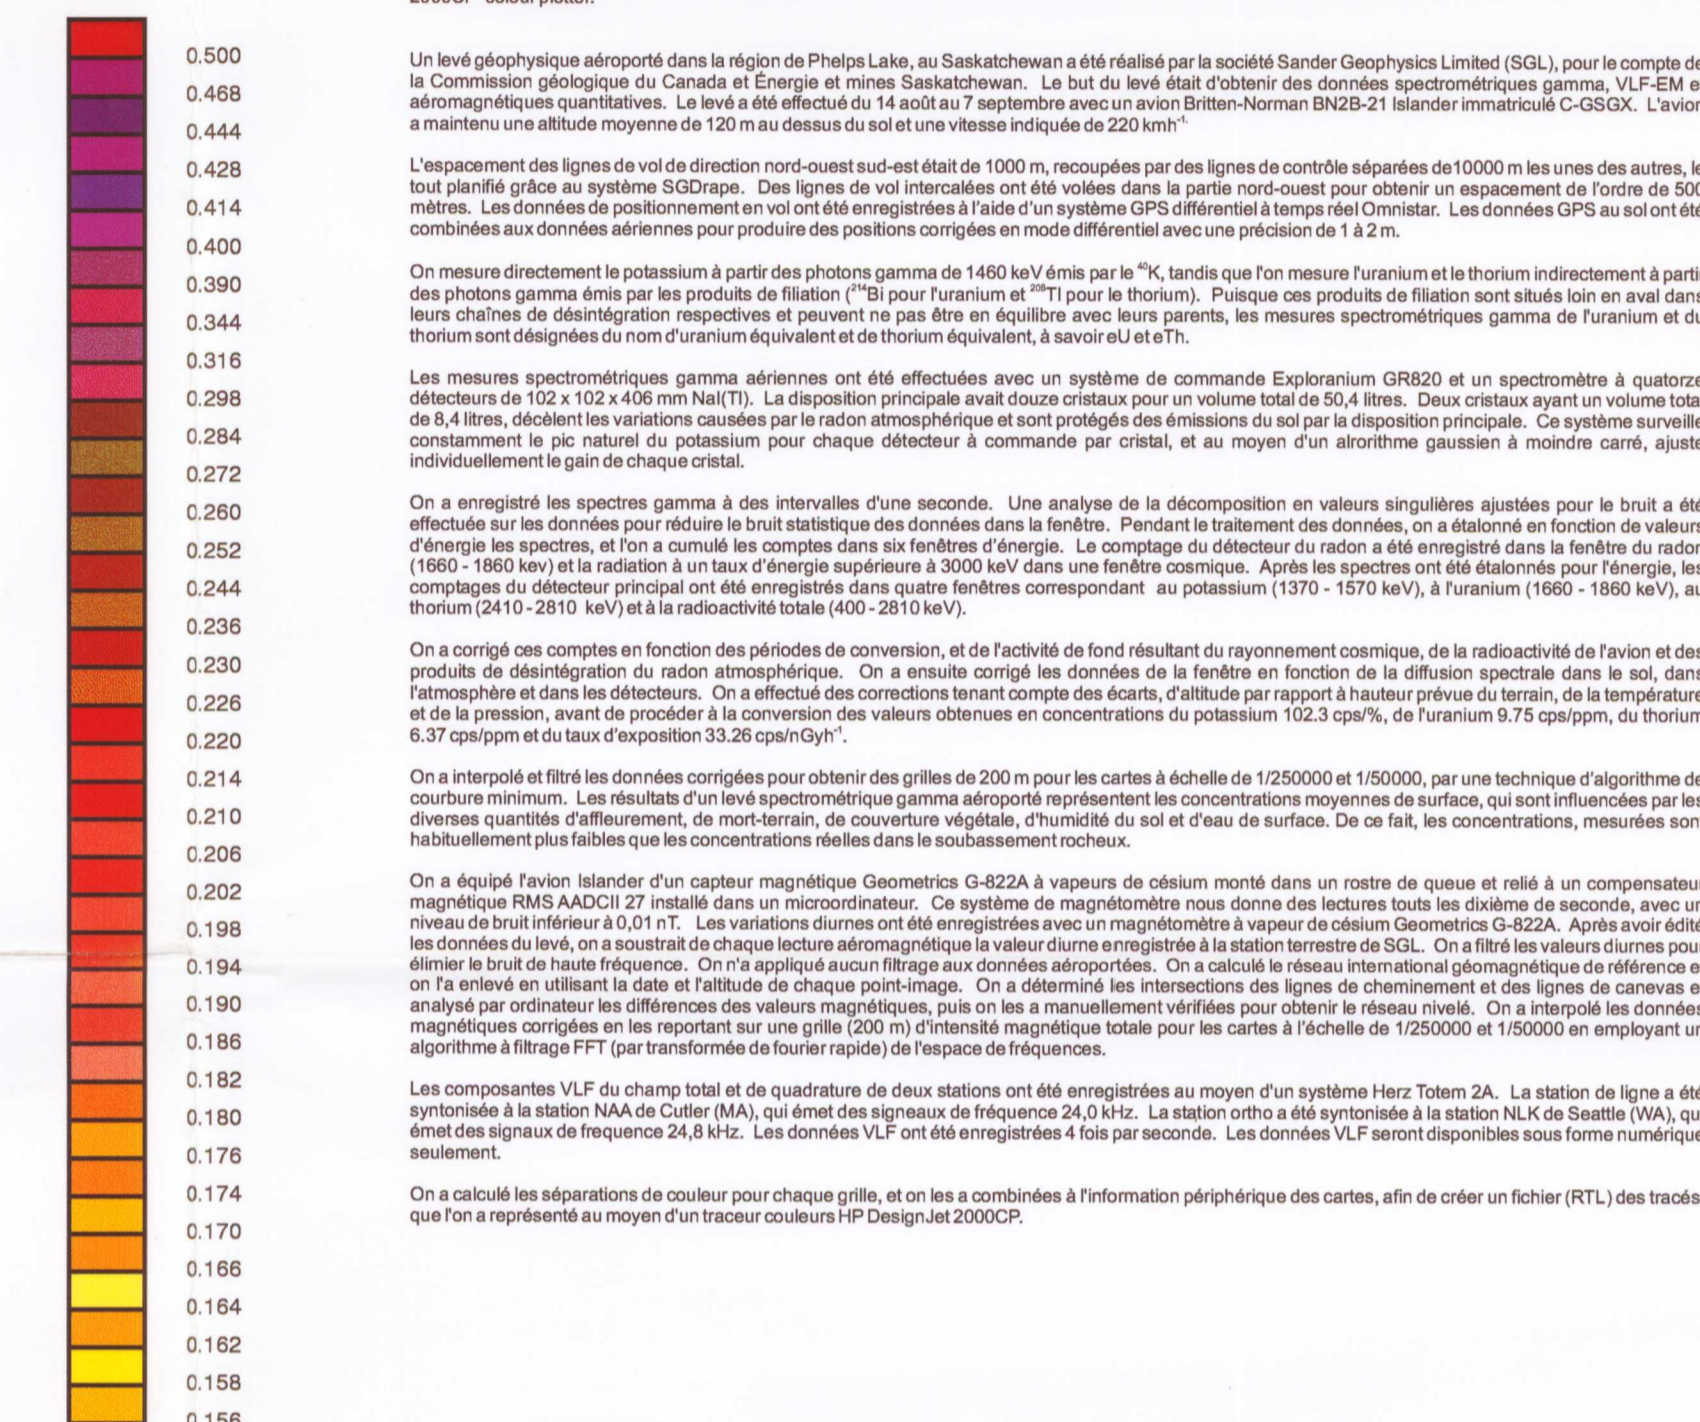 0.500
0.468
0.444
0.428
0.414
0.400
0.390
0.344
0.316
0.298
0.284
0.272
0.260
0.252
0.244
0.236
0.230
0.226
0.220
0.214
0.210
0.206
0.202
0.198
0.194
0.190
0.186
0.182
0.180
0.176
0.174
0.170
0.166
0.164
0.162
0.158
0.156
Un levé géophysique aéroporté dans la région de Phelps Lake, au Saskatchewan a été réalisé par la société Sander Geophysics Limited (SGL), pour le compte de
la Commission géologique du Canada et Énergie et mines Saskatchewan. Le but du levé était d'obtenir des données spectrométriques gamma, VLF-EM e
aéromagnétiques quantitatives. Le levé a été effectué du 14 août au 7 septembre avec un avion Britten-Norman BN2B-21 Islander immatriculé C-GSGX. L'avion
a maintenu une altitude moyenne de 120 m au dessus du sol et une vitesse indiquée de 220 kmh⁻¹.
L'espacement des lignes de vol de direction nord-ouest sud-est était de 1000 m, recoupées par des lignes de contrôle séparées de10000 m les unes des autres, le
tout planifié grâce au système SGDrape. Des lignes de vol intercalées ont été volées dans la partie nord-ouest pour obtenir un espacement de l'ordre de 500
mètres. Les données de positionnement en vol ont été enregistrées à l'aide d'un système GPS différentiel à temps réel Omnistar. Les données GPS au sol ont été
combinées aux données aériennes pour produire des positions corrigées en mode différentiel avec une précision de 1 à 2 m.
On mesure directement le potassium à partir des photons gamma de 1460 keV émis par le ⁴⁰K, tandis que l'on mesure l'uranium et le thorium indirectement à parti
des photons gamma émis par les produits de filiation (²¹⁴Bi pour l'uranium et ²⁰⁸Tl pour le thorium). Puisque ces produits de filiation sont situés loin en aval dans
leurs chaînes de désintégration respectives et peuvent ne pas être en équilibre avec leurs parents, les mesures spectrométriques gamma de l'uranium et du
thorium sont désignées du nom d'uranium équivalent et de thorium équivalent, à savoir eU et eTh.
Les mesures spectrométriques gamma aériennes ont été effectuées avec un système de commande Exploranium GR820 et un spectromètre à quatorze
détecteurs de 102 x 102 x 406 mm NaI(Tl). La disposition principale avait douze cristaux pour un volume total de 50,4 litres. Deux cristaux ayant un volume total
de 8,4 litres, décèlent les variations causées par le radon atmosphérique et sont protégés des émissions du sol par la disposition principale. Ce système surveille
constamment le pic naturel du potassium pour chaque détecteur à commande par cristal, et au moyen d'un alrorithme gaussien à moindre carré, ajuste
individuellement le gain de chaque cristal.
On a enregistré les spectres gamma à des intervalles d'une seconde. Une analyse de la décomposition en valeurs singulières ajustées pour le bruit a été
effectuée sur les données pour réduire le bruit statistique des données dans la fenêtre. Pendant le traitement des données, on a étalonné en fonction de valeurs
d'énergie les spectres, et l'on a cumulé les comptes dans six fenêtres d'énergie. Le comptage du détecteur du radon a été enregistré dans la fenêtre du radon
(1660 - 1860 kev) et la radiation à un taux d'énergie supérieure à 3000 keV dans une fenêtre cosmique. Après les spectres ont été étalonnés pour l'énergie, les
comptages du détecteur principal ont été enregistrés dans quatre fenêtres correspondant au potassium (1370 - 1570 keV), à l'uranium (1660 - 1860 keV), au
thorium (2410 - 2810 keV) et à la radioactivité totale (400 - 2810 keV).
On a corrigé ces comptes en fonction des périodes de conversion, et de l'activité de fond résultant du rayonnement cosmique, de la radioactivité de l'avion et des
produits de désintégration du radon atmosphérique. On a ensuite corrigé les données de la fenêtre en fonction de la diffusion spectrale dans le sol, dans
l'atmosphère et dans les détecteurs. On a effectué des corrections tenant compte des écarts, d'altitude par rapport à hauteur prévue du terrain, de la température
et de la pression, avant de procéder à la conversion des valeurs obtenues en concentrations du potassium 102.3 cps/%, de l'uranium 9.75 cps/ppm, du thorium
6.37 cps/ppm et du taux d'exposition 33.26 cps/nGyh⁻¹.
On a interpolé et filtré les données corrigées pour obtenir des grilles de 200 m pour les cartes à échelle de 1/250000 et 1/50000, par une technique d'algorithme de
courbure minimum. Les résultats d'un levé spectrométrique gamma aéroporté représentent les concentrations moyennes de surface, qui sont influencées par les
diverses quantités d'affleurement, de mort-terrain, de couverture végétale, d'humidité du sol et d'eau de surface. De ce fait, les concentrations, mesurées son
habituellement plus faibles que les concentrations réelles dans le soubassement rocheux.
On a équipé l'avion Islander d'un capteur magnétique Geometrics G-822A à vapeurs de césium monté dans un rostre de queue et relié à un compensateur
magnétique RMS AADCII 27 installé dans un microordinateur. Ce système de magnétomètre nous donne des lectures touts les dixième de seconde, avec un
niveau de bruit inférieur à 0,01 nT. Les variations diurnes ont été enregistrées avec un magnétomètre à vapeur de césium Geometrics G-822A. Après avoir édité
les données du levé, on a soustrait de chaque lecture aéromagnétique la valeur diurne enregistrée à la station terrestre de SGL. On a filtré les valeurs diurnes pour
élimier le bruit de haute fréquence. On n'a appliqué aucun filtrage aux données aéroportées. On a calculé le réseau international géomagnétique de référence e
on l'a enlevé en utilisant la date et l'altitude de chaque point-image. On a déterminé les intersections des lignes de cheminement et des lignes de canevas e
analysé par ordinateur les différences des valeurs magnétiques, puis on les a manuellement vérifiées pour obtenir le réseau nivelé. On a interpolé les données
magnétiques corrigées en les reportant sur une grille (200 m) d'intensité magnétique totale pour les cartes à l'échelle de 1/250000 et 1/50000 en employant un
algorithme à filtrage FFT (par transformée de fourier rapide) de l'espace de fréquences.
Les composantes VLF du champ total et de quadrature de deux stations ont été enregistrées au moyen d'un système Herz Totem 2A. La station de ligne a été
syntonisée à la station NAA de Cutler (MA), qui émet des signeaux de fréquence 24,0 kHz. La station ortho a été syntonisée à la station NLK de Seattle (WA), qu
émet des signaux de frequence 24,8 kHz. Les données VLF ont été enregistrées 4 fois par seconde. Les données VLF seront disponibles sous forme numérique
seulement.
On a calculé les séparations de couleur pour chaque grille, et on les a combinées à l'information périphérique des cartes, afin de créer un fichier (RTL) des tracés
que l'on a représenté au moyen d'un traceur couleurs HP DesignJet 2000CP.